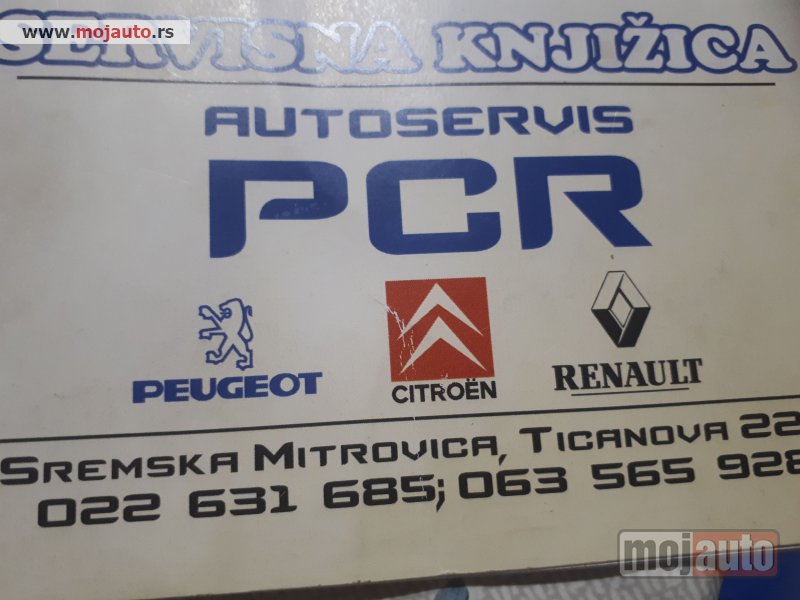 www.mojauto.rs
SERVISNA KNJIŽICA
AUTOSERVIS
PCR
PEUGEOT CITROËN RENAULT
SREMSKA MITROVICA, TICANOVA 22
022 631 685; 063 565 928
mojauto